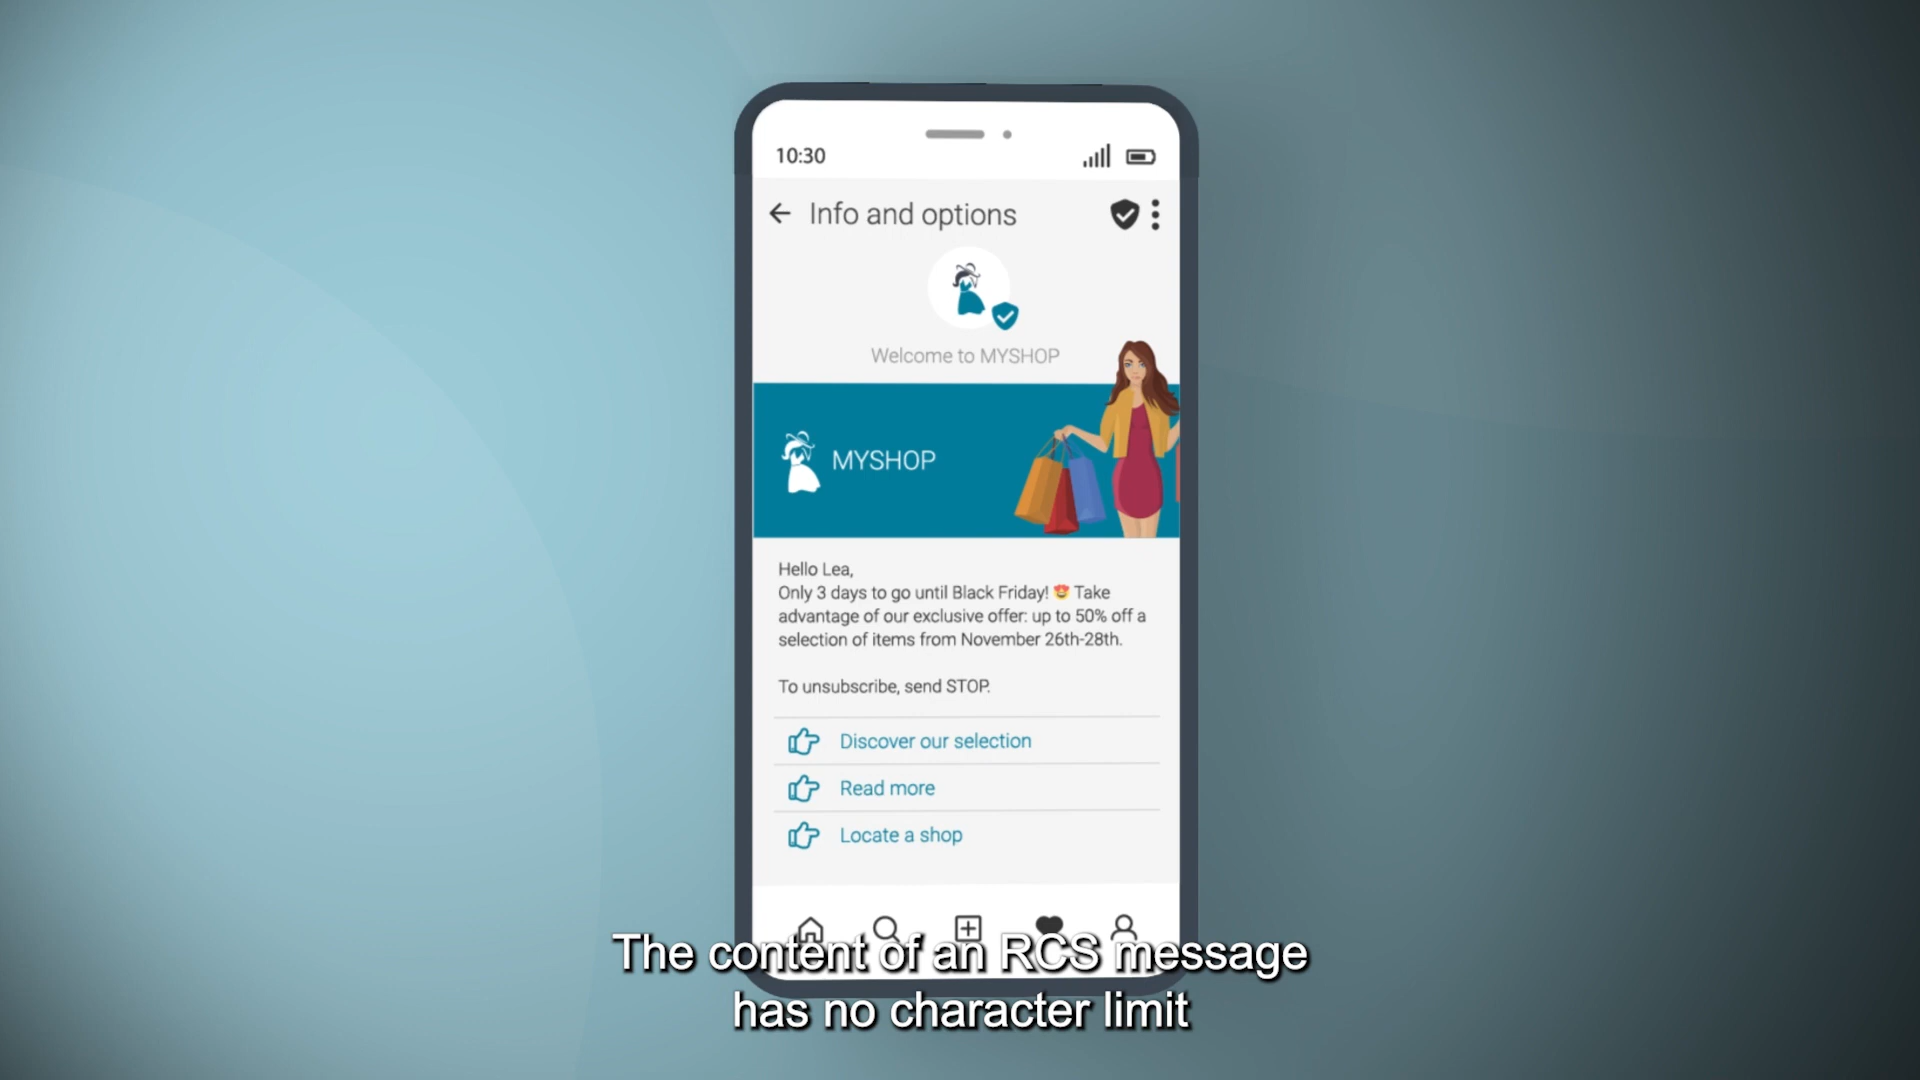 10:30
Info and options
Welcome to MYSHOP
MYSHOP
Hello Lea,
Only 3 days to go until Black Friday! 😍 Take
advantage of our exclusive offer: up to 50% off a
selection of items from November 26th-28th.
To unsubscribe, send STOP.
Discover our selection
Read more
Locate a shop
The content of an RCS message
has no character limit